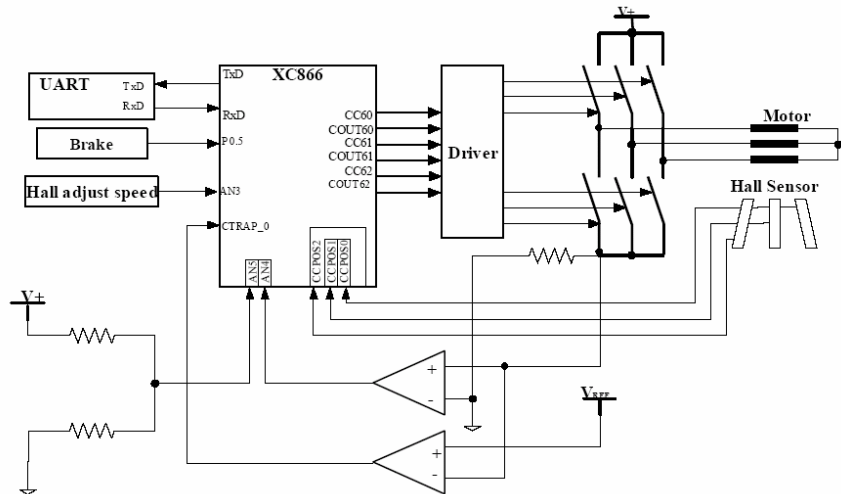 V+
XC866
UART
TxD
RxD
TxD
RxD
Brake
P0.5
Hall adjust speed
AN3
CTRAP_0
CC60
COUT60
CC61
COUT61
CC62
COUT62
Driver
Motor
Hall Sensor
AN5
AN4
CCPOS2
CCPOS1
CCPOS0
V+
+
-
VREF
+
-